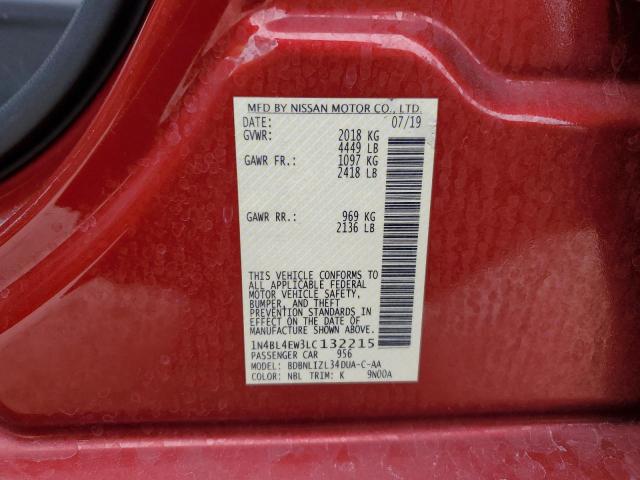 MFD BY NISSAN MOTOR CO., LTD.
DATE: 07/19
GVWR: 2018 KG
4449 LB
GAWR FR.: 1097 KG
2418 LB
GAWR RR.: 969 KG
2136 LB
THIS VEHICLE CONFORMS TO
ALL APPLICABLE FEDERAL
MOTOR VEHICLE SAFETY,
BUMPER, AND THEFT
PREVENTION STANDARDS IN
EFFECT ON THE DATE OF
MANUFACTURE SHOWN ABOVE.
1N4BL4EW3LC132215
PASSENGER CAR 956
MODEL: BDBNLIZL34DUA-C-AA
COLOR: NBL TRIM: K 9N00A